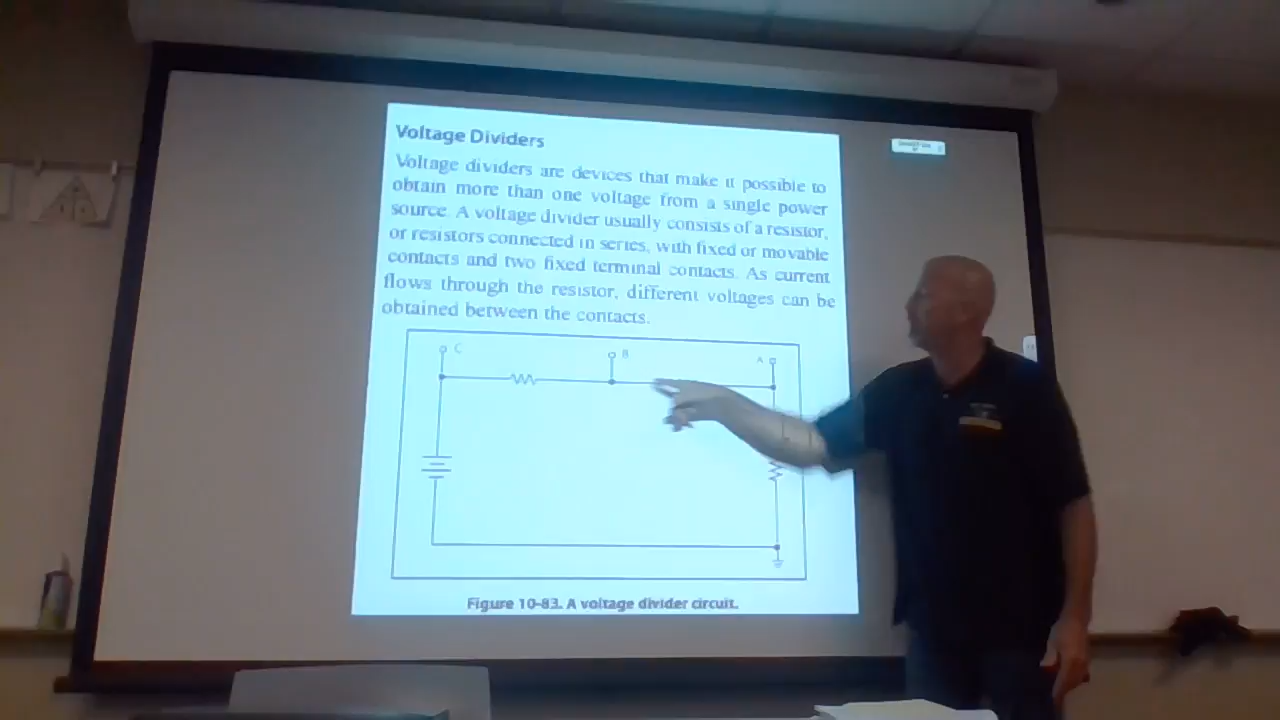 Voltage Dividers
Voltage dividers are devices that make it possible to
obtain more than one voltage from a single power
source. A voltage divider usually consists of a resistor,
or resistors connected in series, with fixed or movable
contacts and two fixed terminal contacts. As current
flows through the resistor, different voltages can be
obtained between the contacts.
C
B
A
Figure 10-83. A voltage divider circuit.